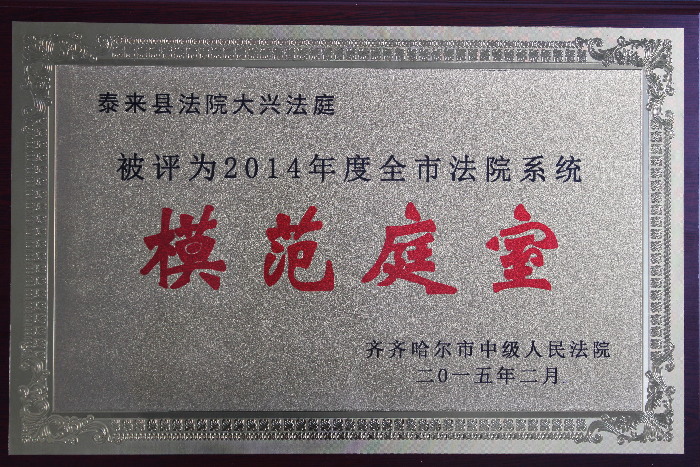 泰来县法院大兴法庭
被评为2014年度全市法院系统
模范庭室
齐齐哈尔市中级人民法院
二〇一五年二月